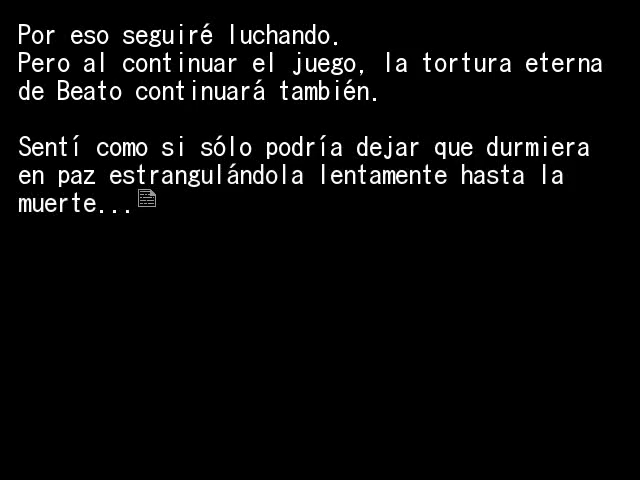 Por eso seguiré luchando.
Pero al continuar el juego, la tortura eterna
de Beato continuará también.
Sentí como si sólo podría dejar que durmiera
en paz estrangulándola lentamente hasta la
muerte...